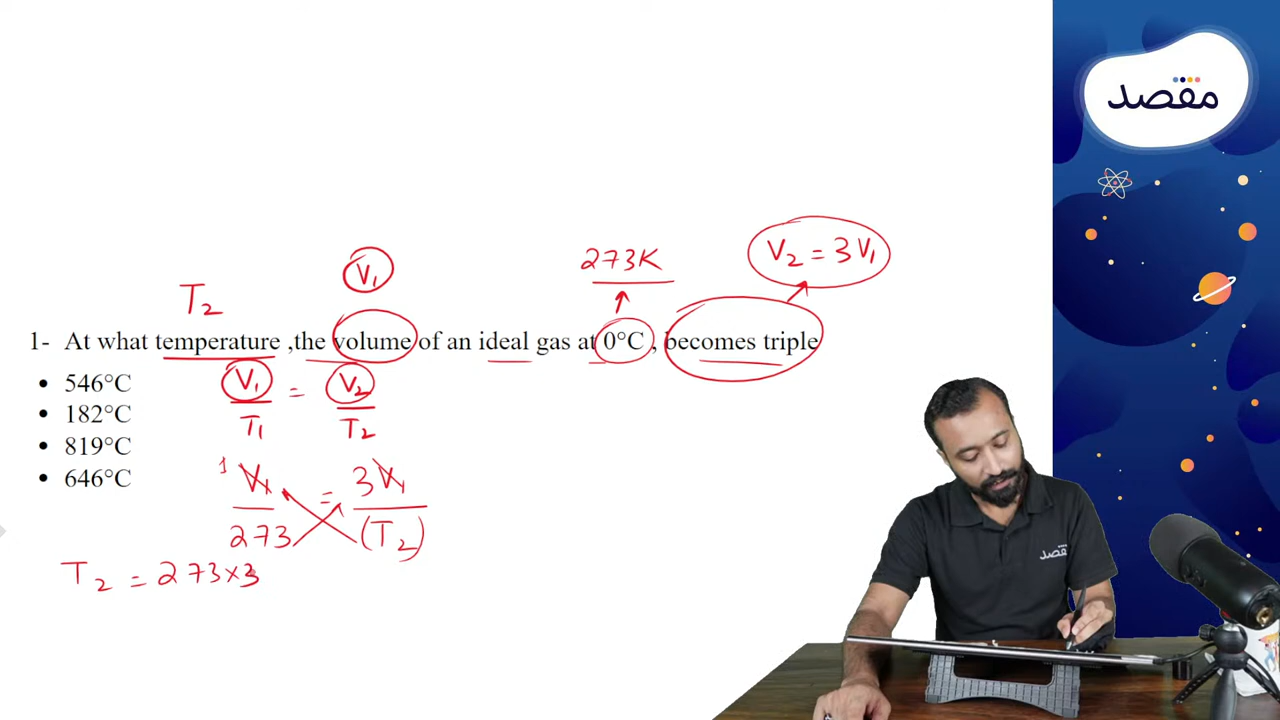 مقصد
273K
V₂ = 3V₁
V₁
T₂
1- At what temperature ,the volume of an ideal gas at 0°C , becomes triple
• 546°C
• 182°C
• 819°C
• 646°C
V₁/T₁ = V₂/T₂
1 V₁/273 = 3V₁/(T₂)
T₂ = 273×3
مقصد